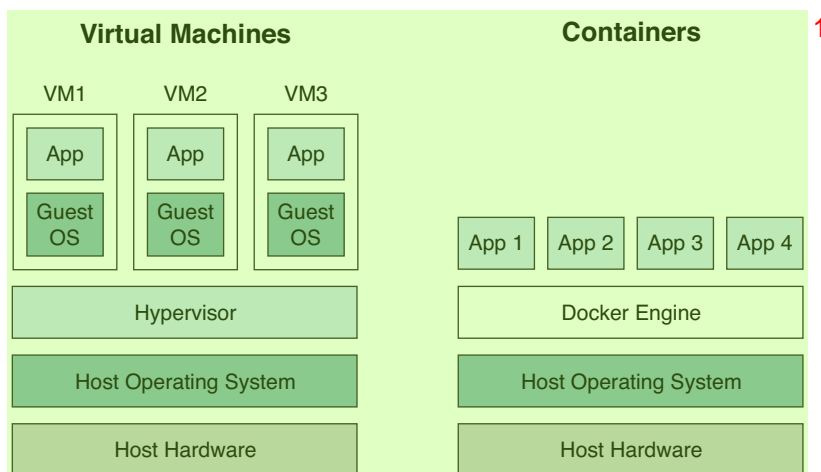 Virtual Machines
VM1 VM2 VM3
App App App
Guest OS Guest OS Guest OS
Hypervisor
Host Operating System
Host Hardware
Containers
1
App 1 App 2 App 3 App 4
Docker Engine
Host Operating System
Host Hardware